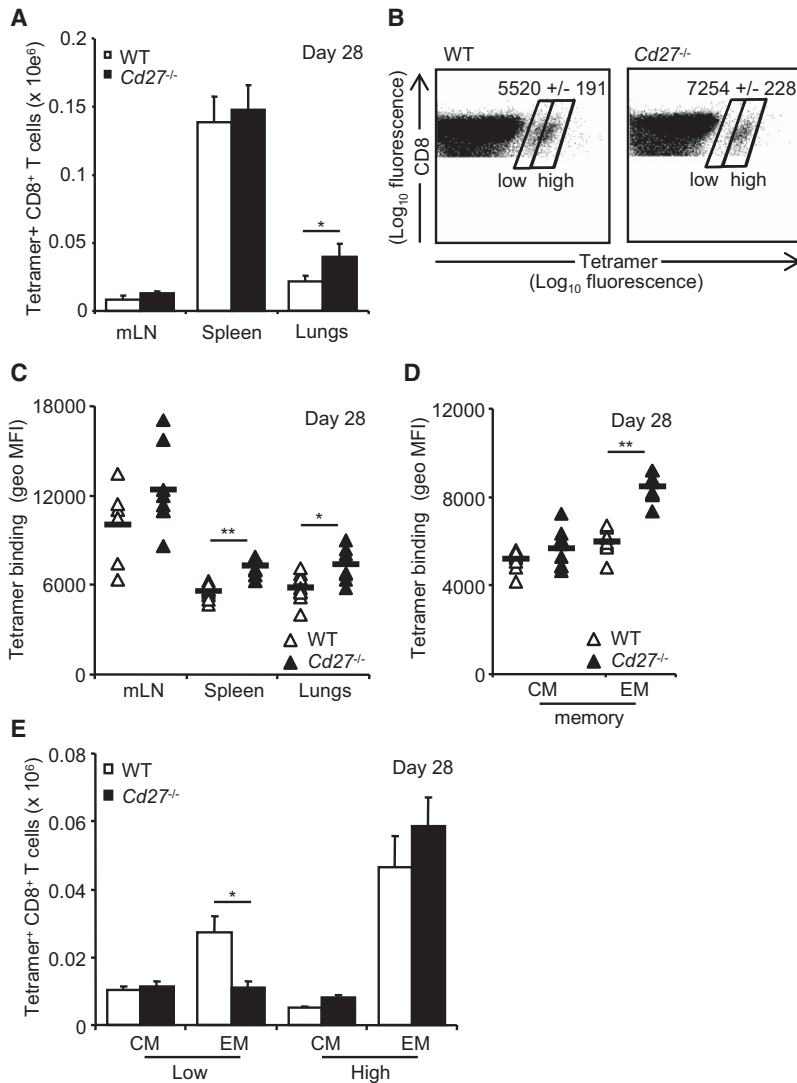 A
Tetramer+ CD8⁺ T cells (x 10e⁶)
0.2
0.15
0.1
0.05
0
WT
Cd27⁻/⁻
Day 28
*
mLN Spleen Lungs
B
WT Cd27⁻/⁻
5520 +/- 191 7254 +/- 228
low high low high
CD8
(Log₁₀ fluorescence)
Tetramer
(Log₁₀ fluorescence)
C
Tetramer binding (geo MFI)
18000
12000
6000
0
Day 28
** *
WT
Cd27⁻/⁻
mLN Spleen Lungs
D
Tetramer binding (geo MFI)
12000
8000
4000
0
Day 28
**
WT
Cd27⁻/⁻
CM EM
memory
E
Tetramer⁺ CD8⁺ T cells (x 10⁶)
0.08
0.06
0.04
0.02
0
WT
Cd27⁻/⁻
Day 28
*
CM EM CM EM
Low High